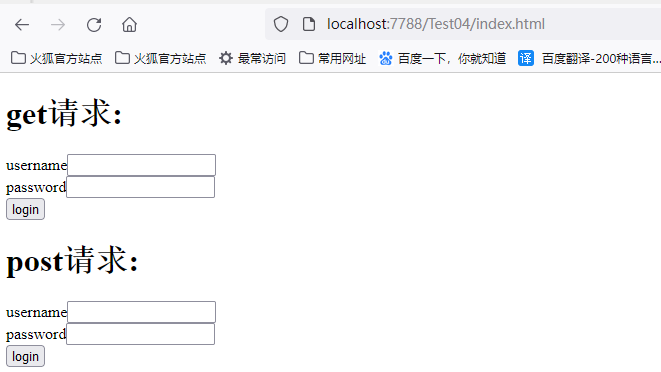 localhost:7788/Test04/index.html
火狐官方站点 火狐官方站点 最常访问 常用网址 百度一下，你就知道 译 百度翻译-200种语言...
get请求：
username
password
login
post请求：
username
password
login